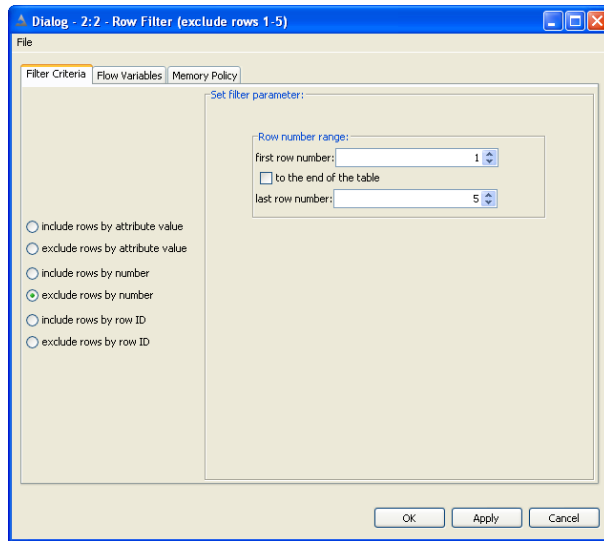 Dialog - 2:2 - Row Filter (exclude rows 1-5)
File
Filter Criteria Flow Variables Memory Policy
Set filter parameter:
Row number range:
first row number: 1
to the end of the table
last row number: 5
include rows by attribute value
exclude rows by attribute value
include rows by number
exclude rows by number
include rows by row ID
exclude rows by row ID
OK Apply Cancel